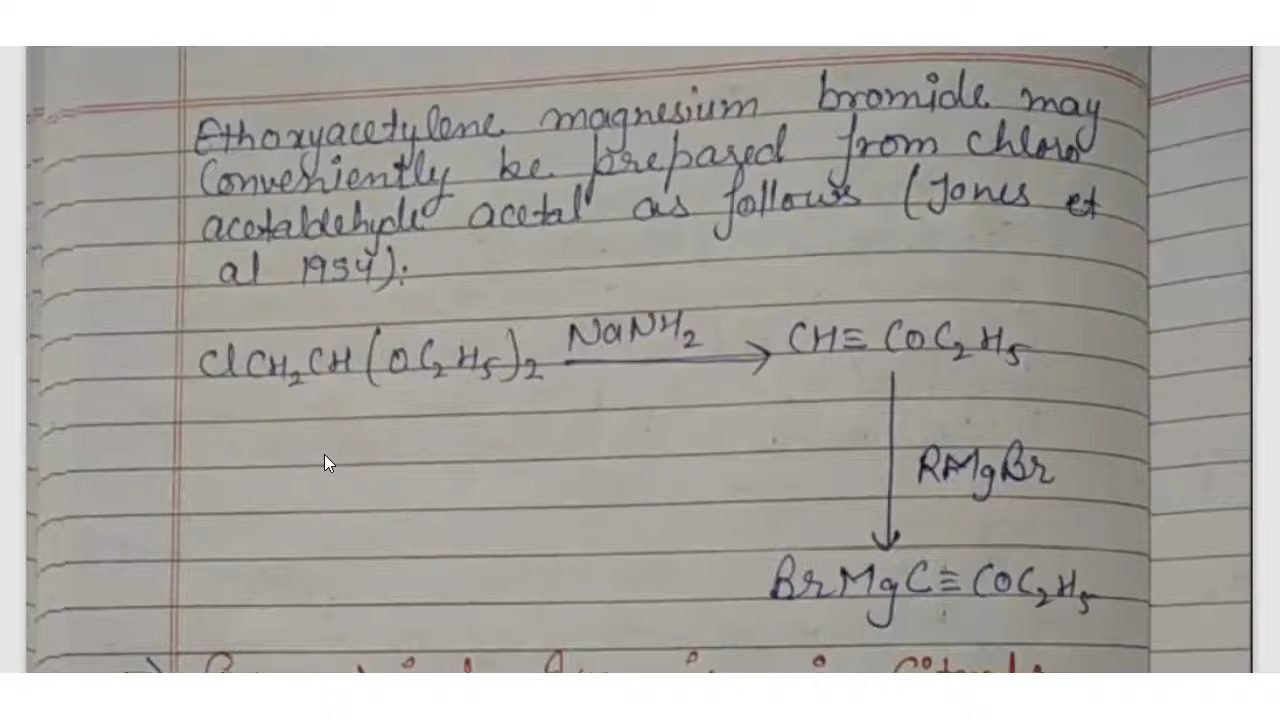 Ethoxyacetylene magnesium bromide may
Conveniently be prepared from chloro
acetaldehyde acetal as follows (Jones et
al 1954):
ClCH₂CH(OC₂H₅)₂ NaNH₂ → CH≡COC₂H₅
RMgBr
BrMgC≡COC₂H₅